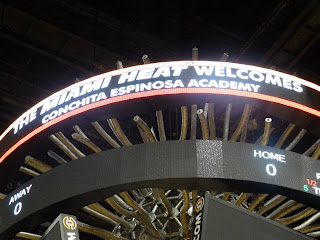 THE MIAMI HEAT WELCOMES
CONCHITA ESPINOSA ACADEMY
AWAY
0
HOME
0